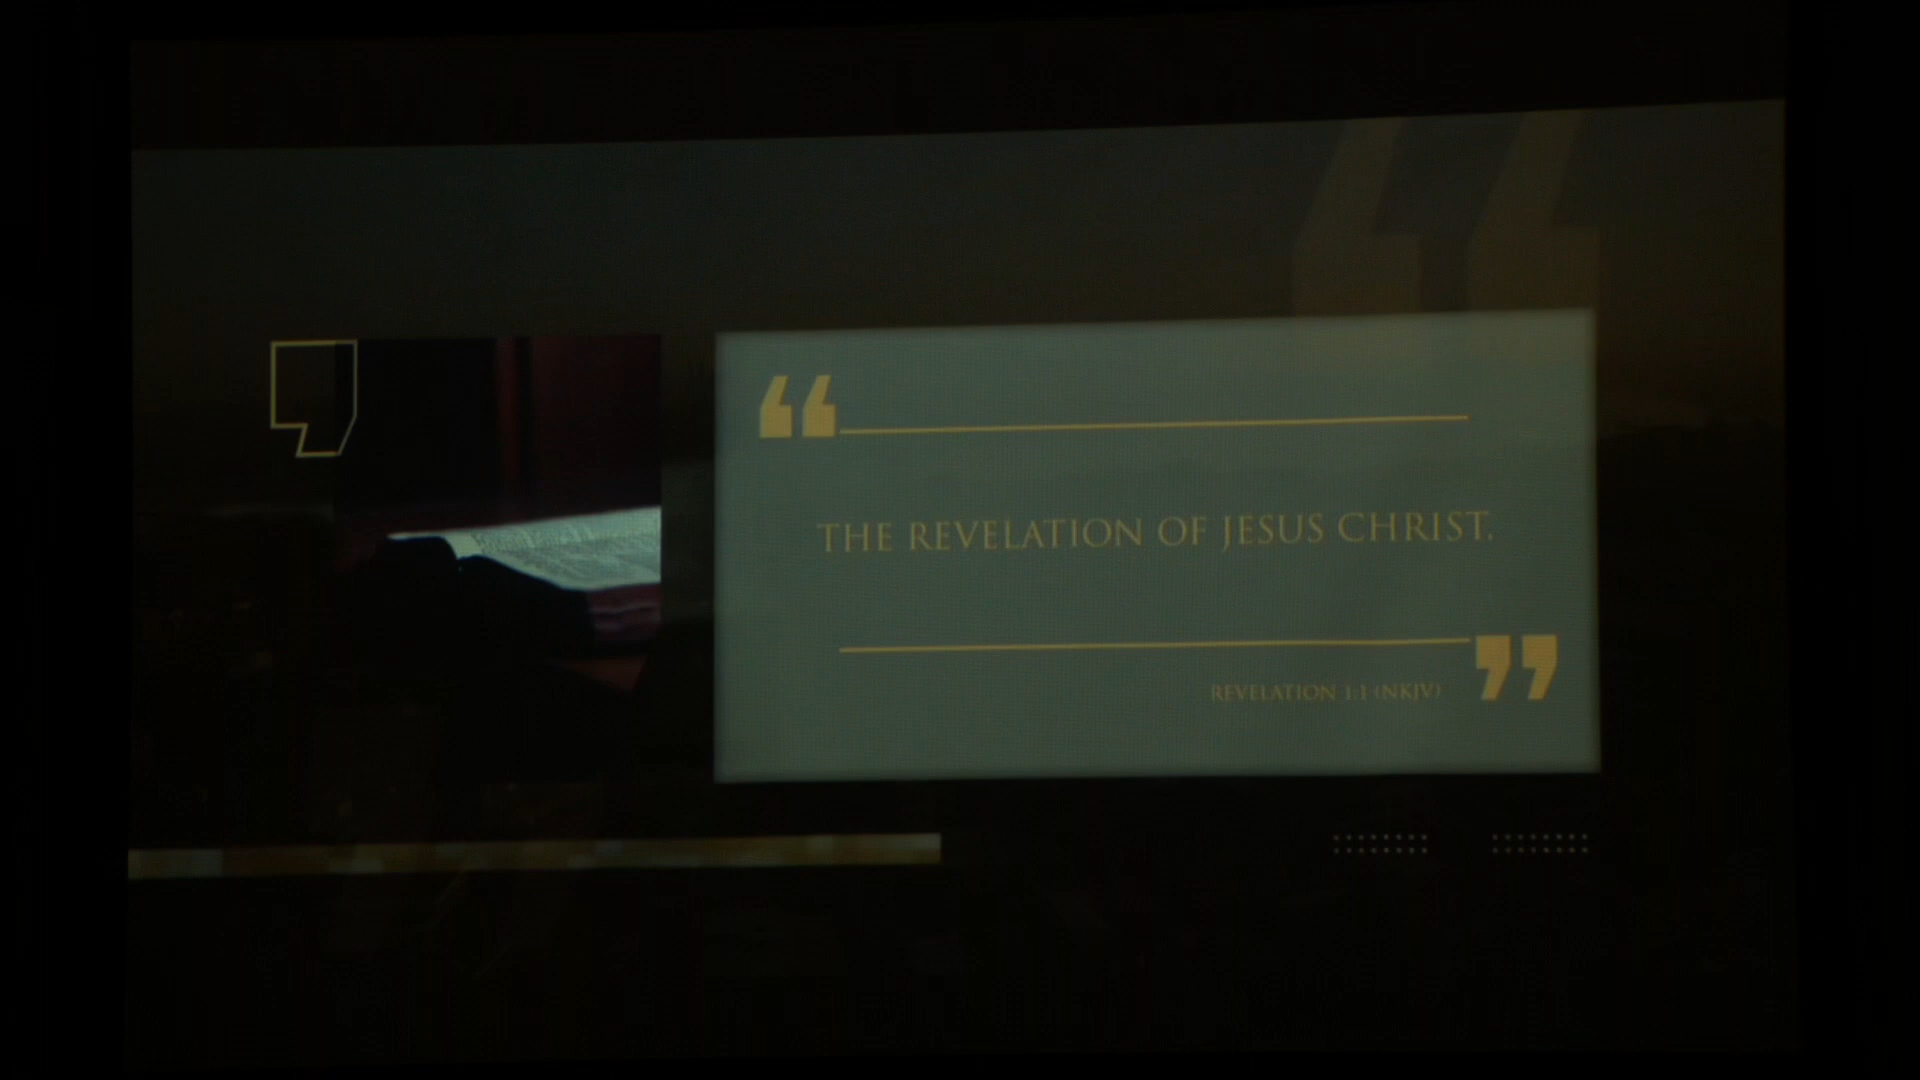 THE REVELATION OF JESUS CHRIST,
REVELATION 1:1 (NKJV)